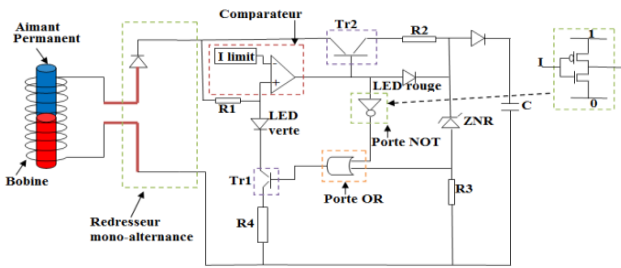 Comparateur
Aimant
Permanent
Tr2
R2
1
I limit
-
+
I
LED rouge
R1
LED
verte
C
0
ZNR
Porte NOT
Bobine
Tr1
R3
Redresseur
mono-alternance
R4
Porte OR